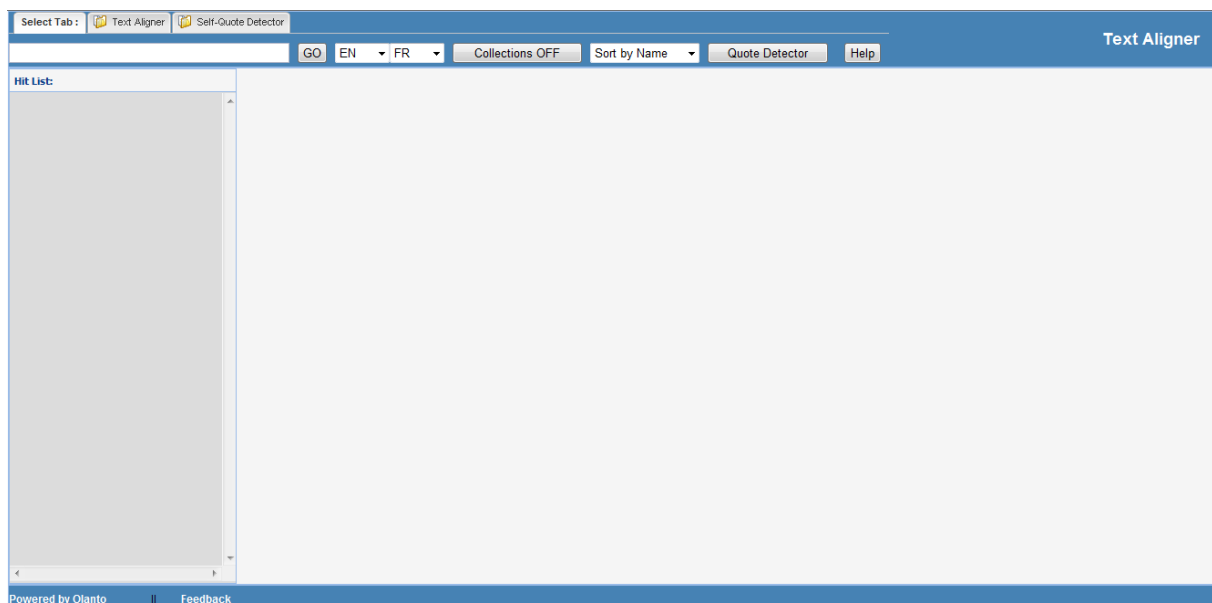 Select Tab : Text Aligner Self-Quote Detector
Text Aligner
GO EN FR Collections OFF Sort by Name Quote Detector Help
Hit List:
Powered by Olanto || Feedback